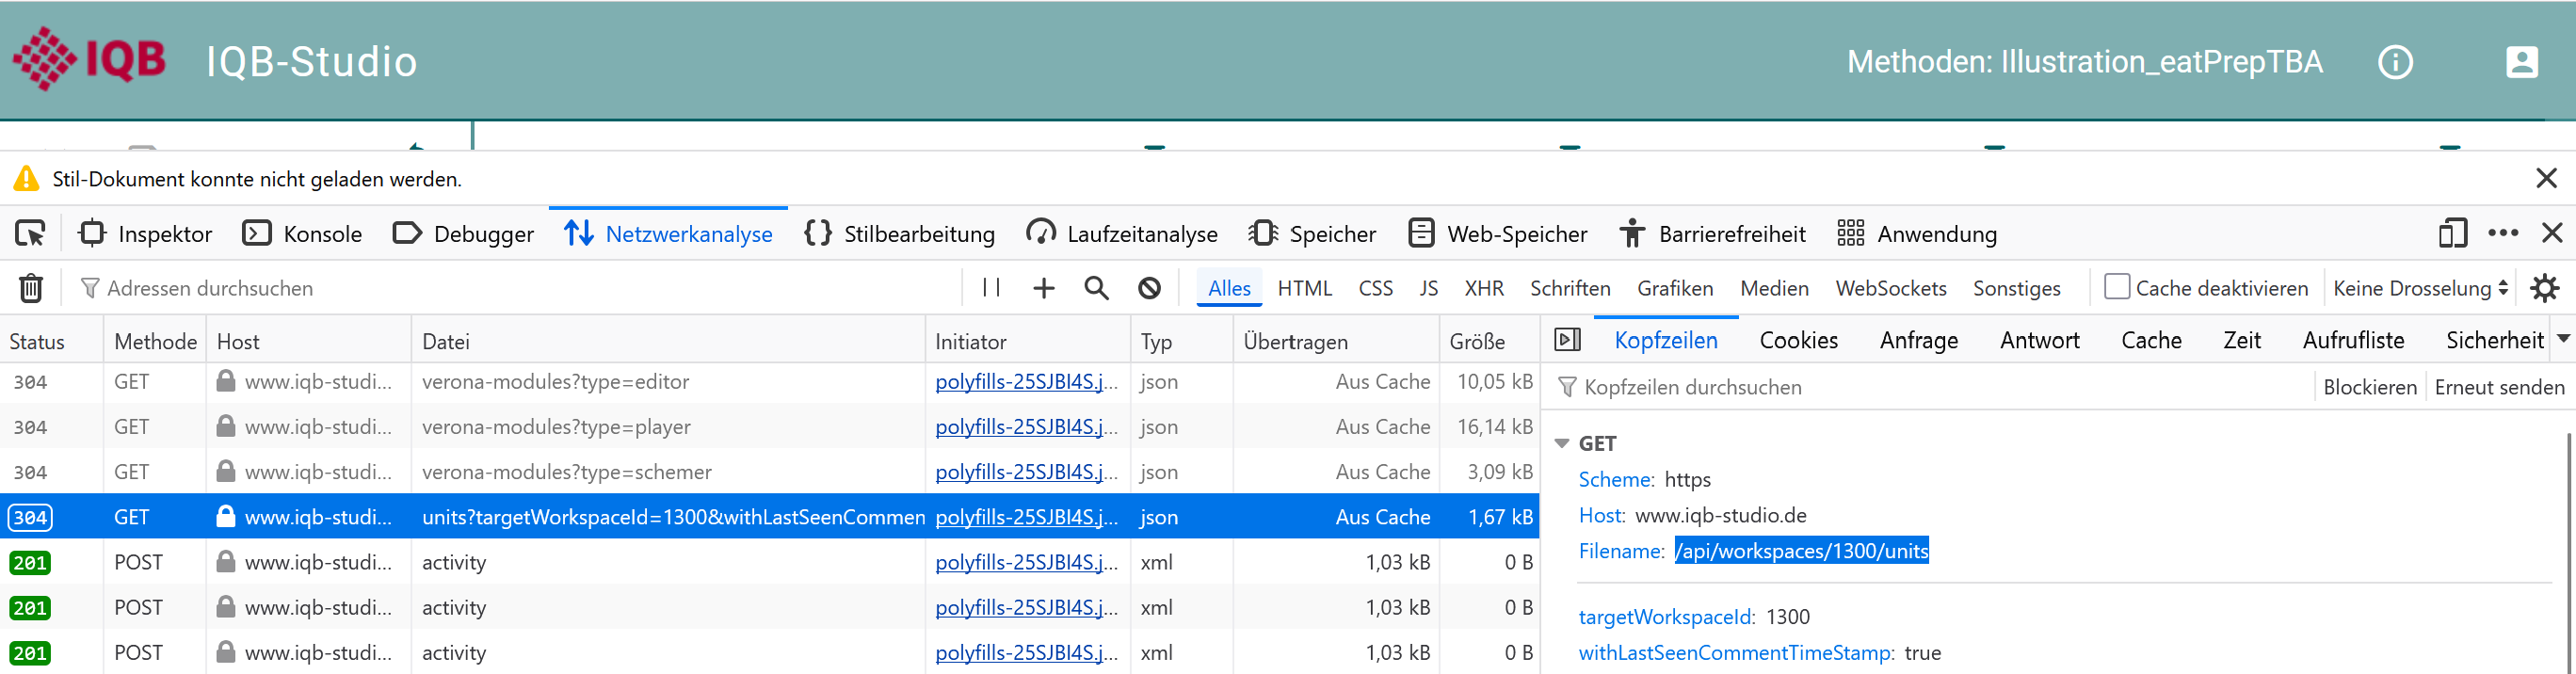 IQB IQB-Studio Methoden: Illustration_eatPrepTBA
Stil-Dokument konnte nicht geladen werden.
Inspektor Konsole Debugger Netzwerkanalyse Stilbearbeitung Laufzeitanalyse Speicher Web-Speicher Barrierefreiheit Anwendung
Adressen durchsuchen Alles HTML CSS JS XHR Schriften Grafiken Medien WebSockets Sonstiges Cache deaktivieren Keine Drosselung
Status Methode Host Datei Initiator Typ Übertragen Größe
304 GET www.iqb-studi... verona-modules?type=editor polyfills-25SJBI4S.j... json Aus Cache 10,05 kB
304 GET www.iqb-studi... verona-modules?type=player polyfills-25SJBI4S.j... json Aus Cache 16,14 kB
304 GET www.iqb-studi... verona-modules?type=schemer polyfills-25SJBI4S.j... json Aus Cache 3,09 kB
304 GET www.iqb-studi... units?targetWorkspaceId=1300&withLastSeenCommen polyfills-25SJBI4S.j... json Aus Cache 1,67 kB
201 POST www.iqb-studi... activity polyfills-25SJBI4S.j... xml 1,03 kB 0 B
201 POST www.iqb-studi... activity polyfills-25SJBI4S.j... xml 1,03 kB 0 B
201 POST www.iqb-studi... activity polyfills-25SJBI4S.j... xml 1,03 kB 0 B
Kopfzeilen Cookies Anfrage Antwort Cache Zeit Aufrufliste Sicherheit
Kopfzeilen durchsuchen Blockieren Erneut senden
GET
Scheme: https
Host: www.iqb-studio.de
Filename: /api/workspaces/1300/units
targetWorkspaceId: 1300
withLastSeenCommentTimeStamp: true